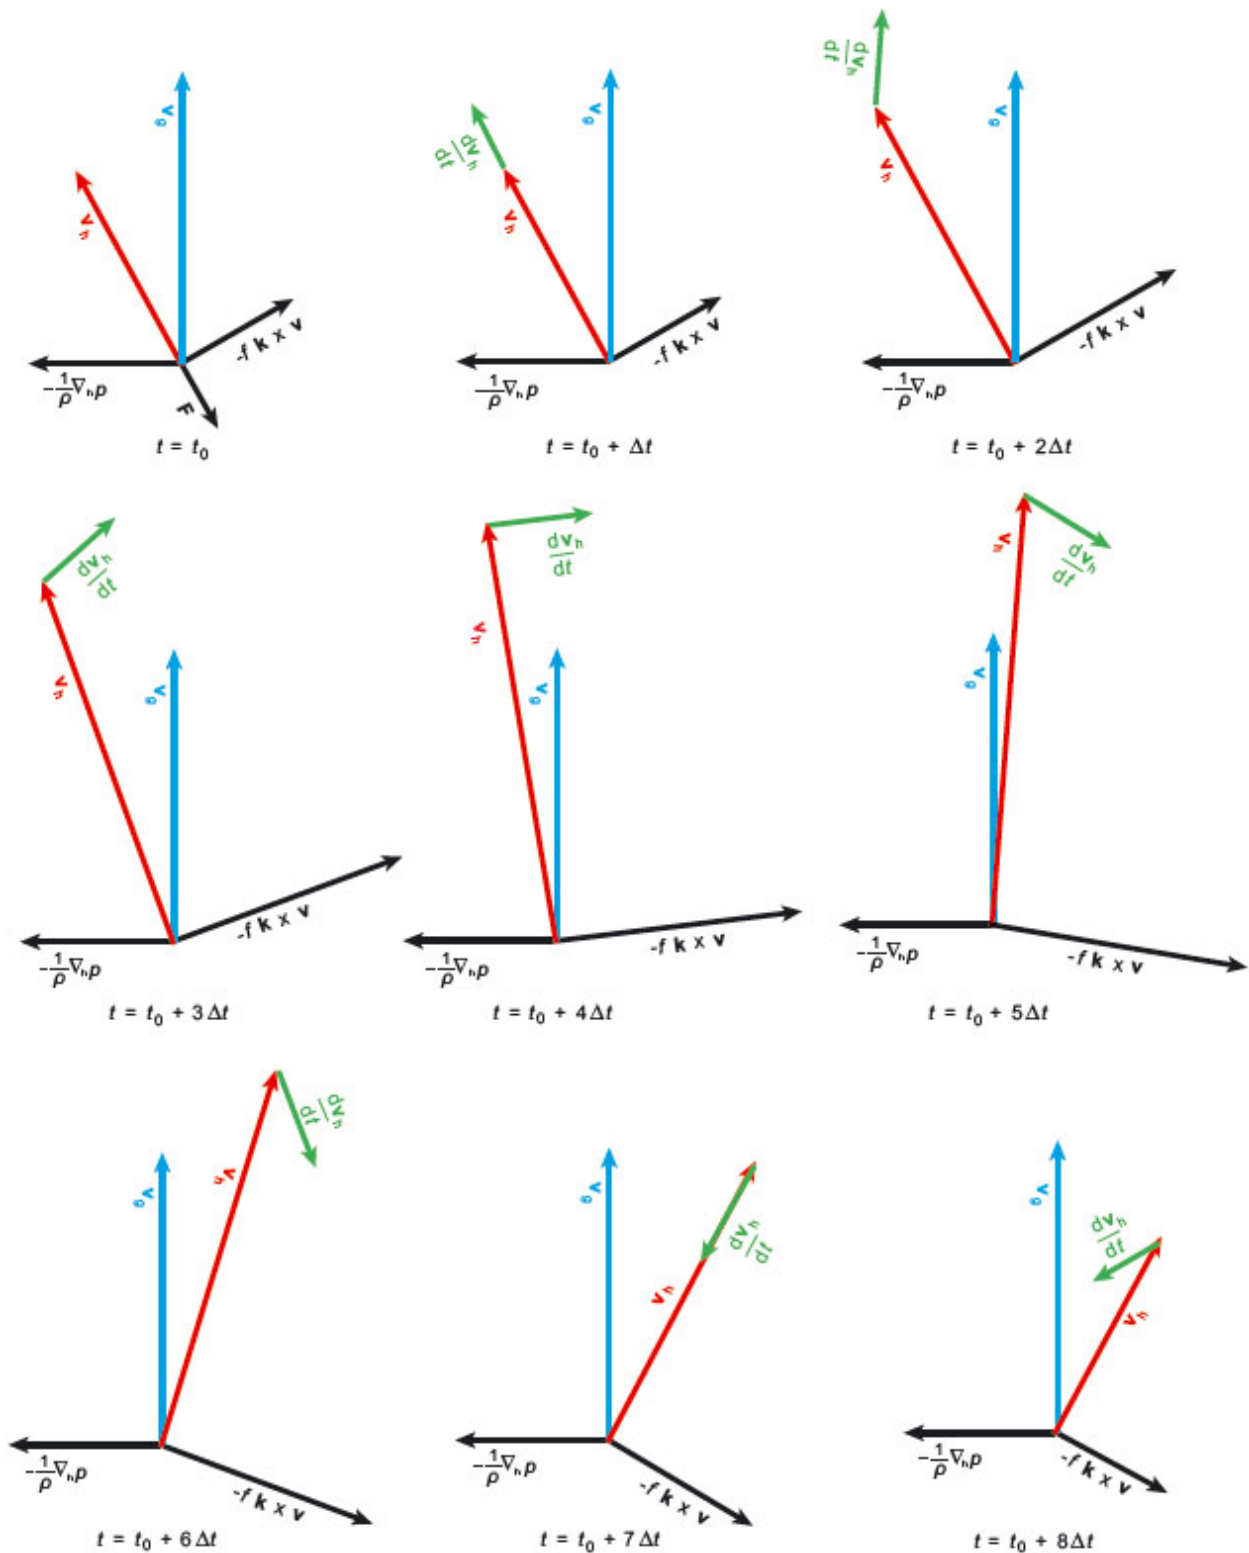 v_g
v_h
-f k x v
-1/ρ ∇_h p
F
t = t_0
dv_h/dt
v_g
v_h
-f k x v
-1/ρ ∇_h p
t = t_0 + Δt
dv_h/dt
v_g
v_h
-f k x v
-1/ρ ∇_h p
t = t_0 + 2Δt
dv_h/dt
v_h
v_g
-f k x v
-1/ρ ∇_h p
t = t_0 + 3Δt
dv_h/dt
v_h
v_g
-f k x v
-1/ρ ∇_h p
t = t_0 + 4Δt
v_h
dv_h/dt
v_g
-f k x v
-1/ρ ∇_h p
t = t_0 + 5Δt
dv_h/dt
v_h
v_g
-1/ρ ∇_h p
-f k x v
t = t_0 + 6Δt
v_g
dv_h/dt
v_h
-1/ρ ∇_h p
-f k x v
t = t_0 + 7Δt
v_g
dv_h/dt
v_h
-1/ρ ∇_h p
-f k x v
t = t_0 + 8Δt